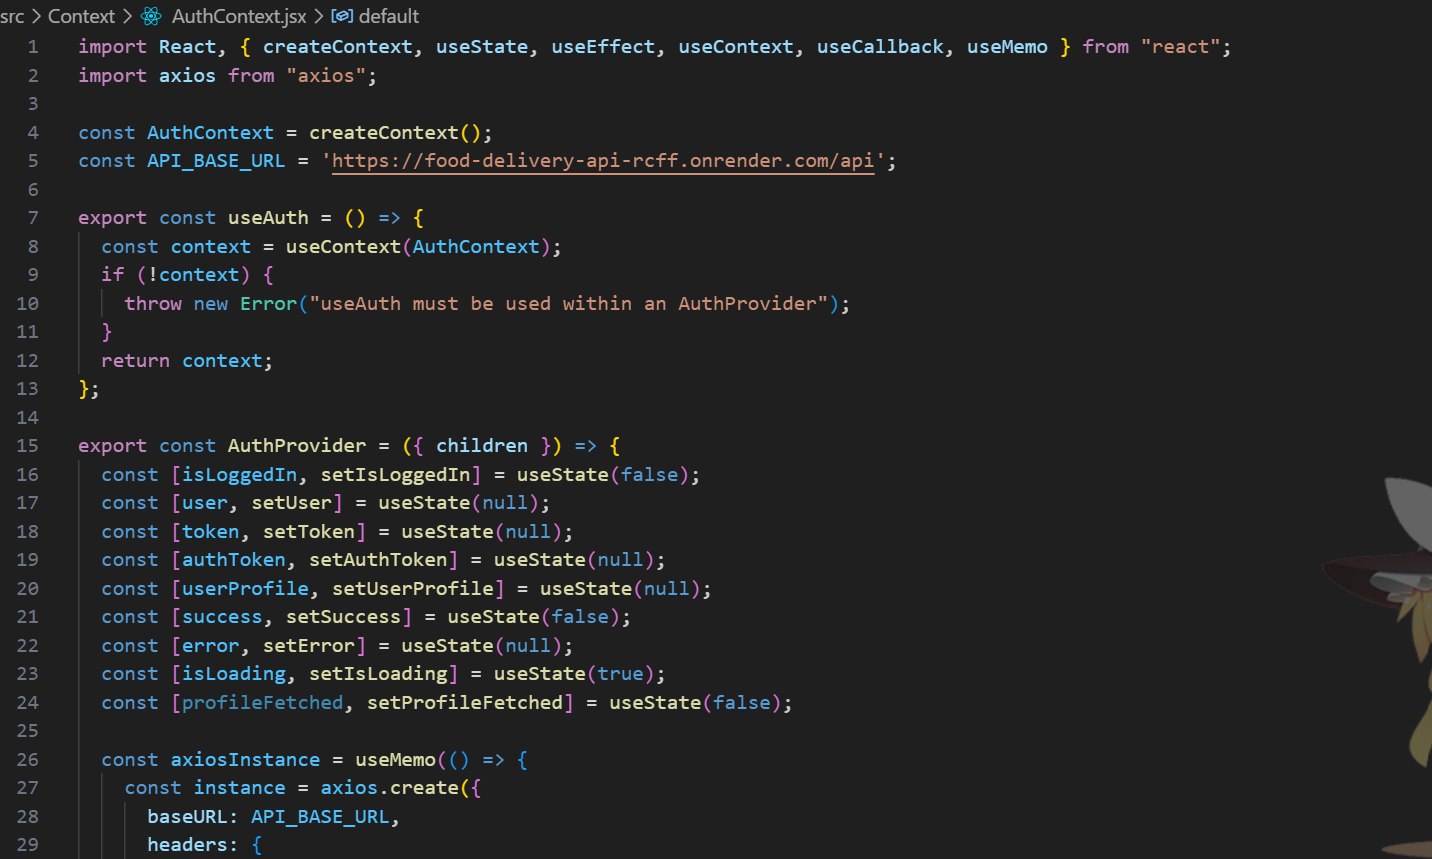 src > Context > AuthContext.jsx > default
1 import React, { createContext, useState, useEffect, useContext, useCallback, useMemo } from "react";
2 import axios from "axios";
3
4 const AuthContext = createContext();
5 const API_BASE_URL = 'https://food-delivery-api-rcff.onrender.com/api';
6
7 export const useAuth = () => {
8   const context = useContext(AuthContext);
9   if (!context) {
10     throw new Error("useAuth must be used within an AuthProvider");
11   }
12   return context;
13 };
14
15 export const AuthProvider = ({ children }) => {
16   const [isLoggedIn, setIsLoggedIn] = useState(false);
17   const [user, setUser] = useState(null);
18   const [token, setToken] = useState(null);
19   const [authToken, setAuthToken] = useState(null);
20   const [userProfile, setUserProfile] = useState(null);
21   const [success, setSuccess] = useState(false);
22   const [error, setError] = useState(null);
23   const [isLoading, setIsLoading] = useState(true);
24   const [profileFetched, setProfileFetched] = useState(false);
25
26   const axiosInstance = useMemo(() => {
27     const instance = axios.create({
28       baseURL: API_BASE_URL,
29       headers: {